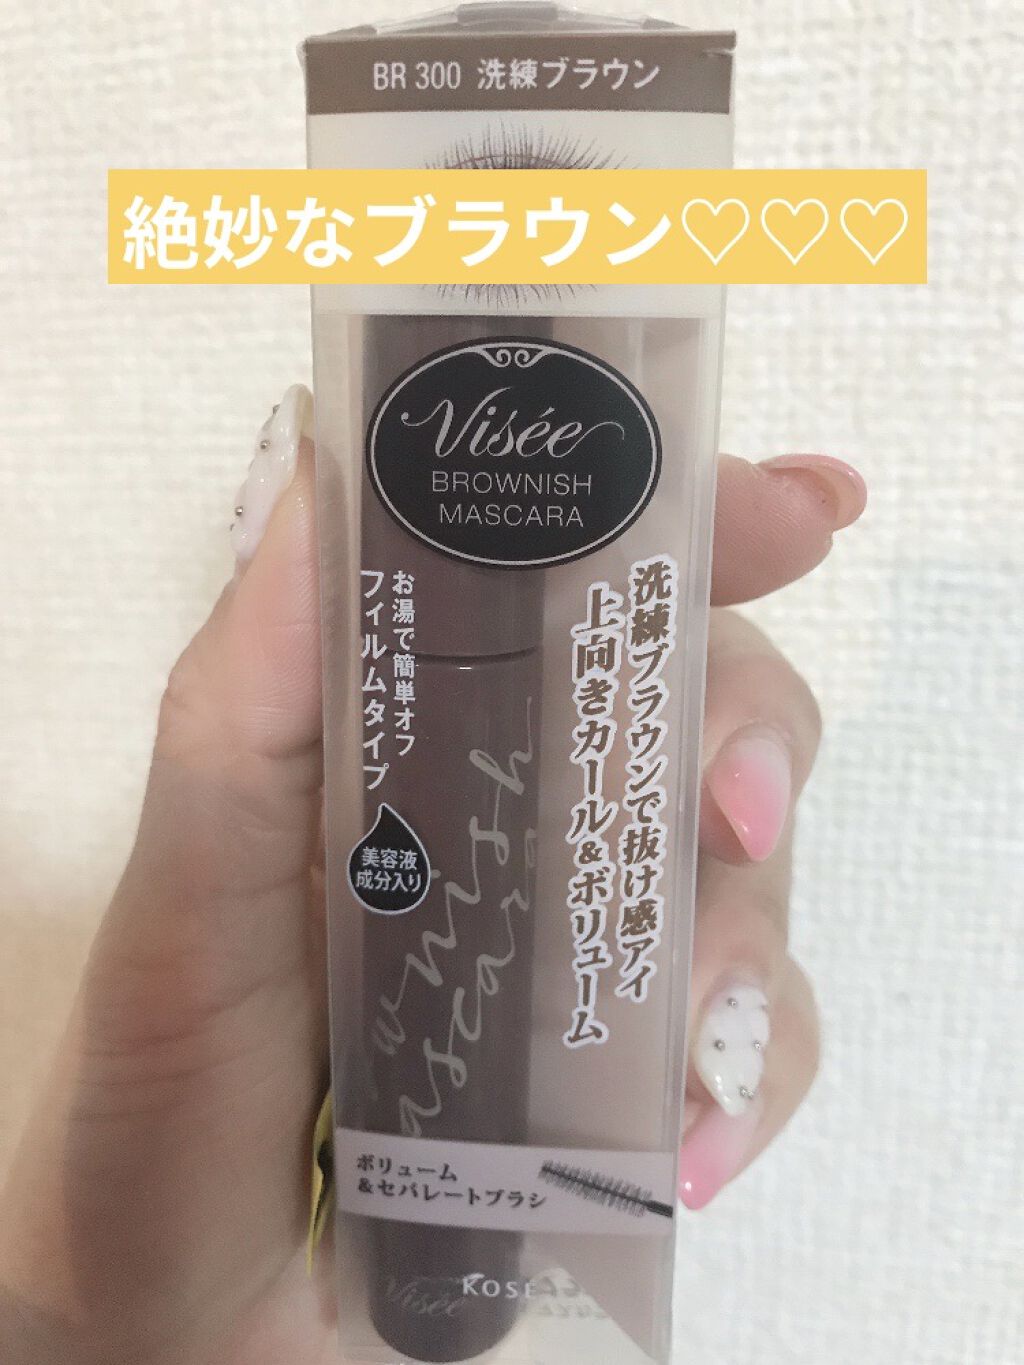 BR 300 洗練ブラウン
絶妙なブラウン♡♡♡
Visée
BROWNISH
MASCARA
洗練ブラウンで抜け感アイ
上向きカール&ボリューム
お湯で簡単オフ
フィルムタイプ
美容液
成分入り
ボリューム
&セパレートブラシ
Visée
KOSÉ